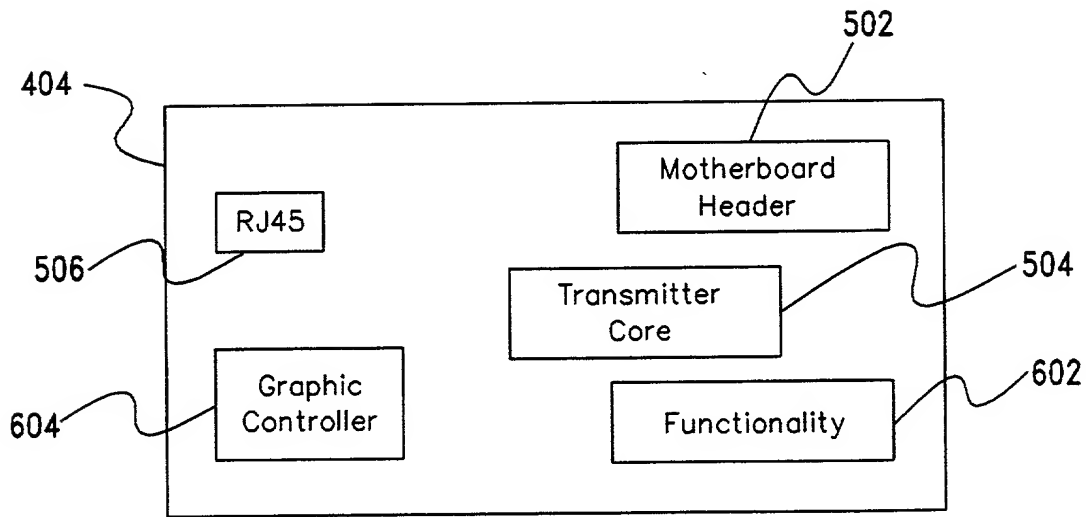 502
404
Motherboard
Header
RJ45
506
504
Transmitter
Core
Graphic
Controller
602
604
Functionality